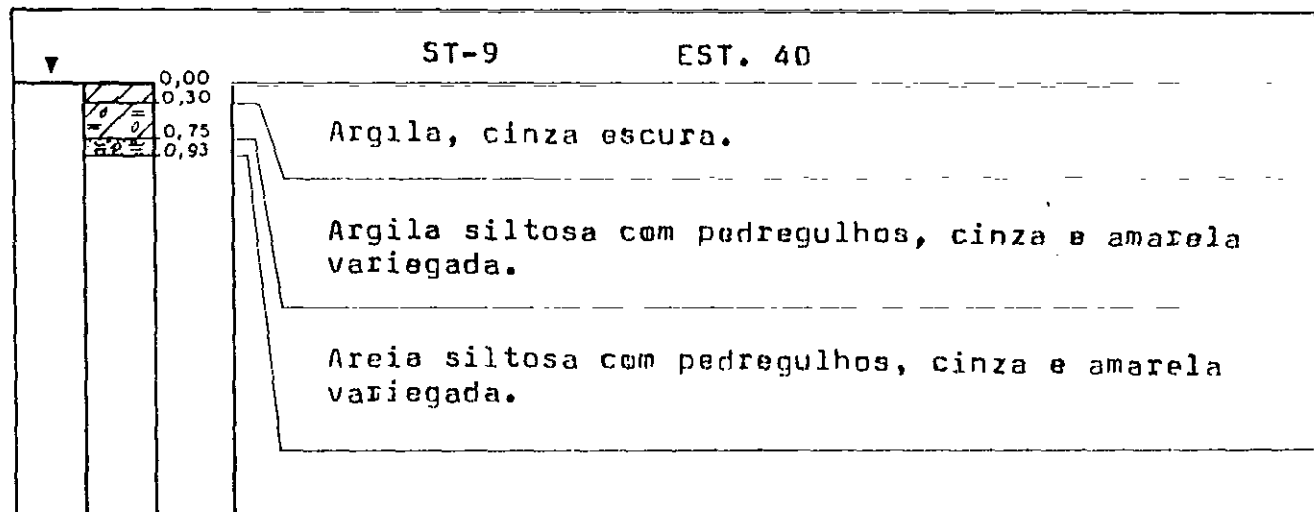 ST-9 EST. 40
0,00
0,30
0,75
0,93
Argila, cinza escura.
Argila siltosa com pedregulhos, cinza e amarela
variegada.
Areia siltosa com pedregulhos, cinza e amarela
variegada.